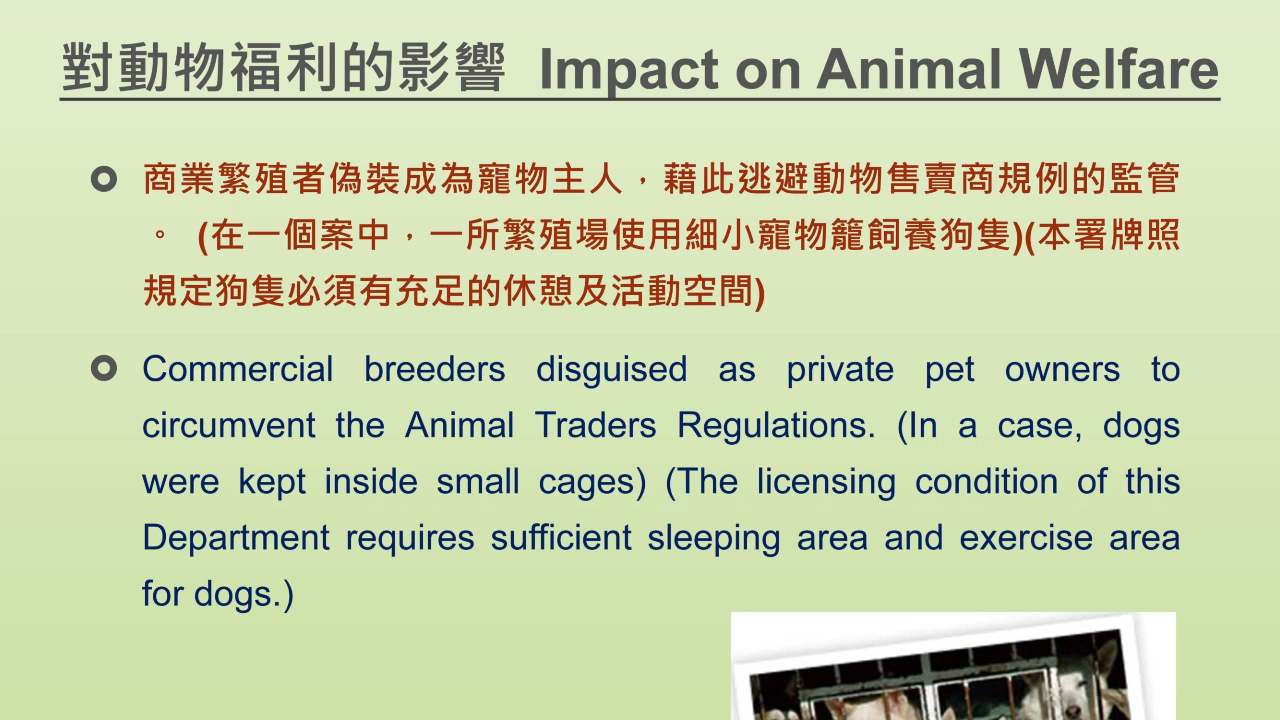 對動物福利的影響 Impact on Animal Welfare
商業繁殖者偽裝成為寵物主人，藉此逃避動物售賣商規例的監管
。 (在一個案中，一所繁殖場使用細小寵物籠飼養狗隻)(本署牌照
規定狗隻必須有充足的休憩及活動空間)
Commercial breeders disguised as private pet owners to
circumvent the Animal Traders Regulations. (In a case, dogs
were kept inside small cages) (The licensing condition of this
Department requires sufficient sleeping area and exercise area
for dogs.)